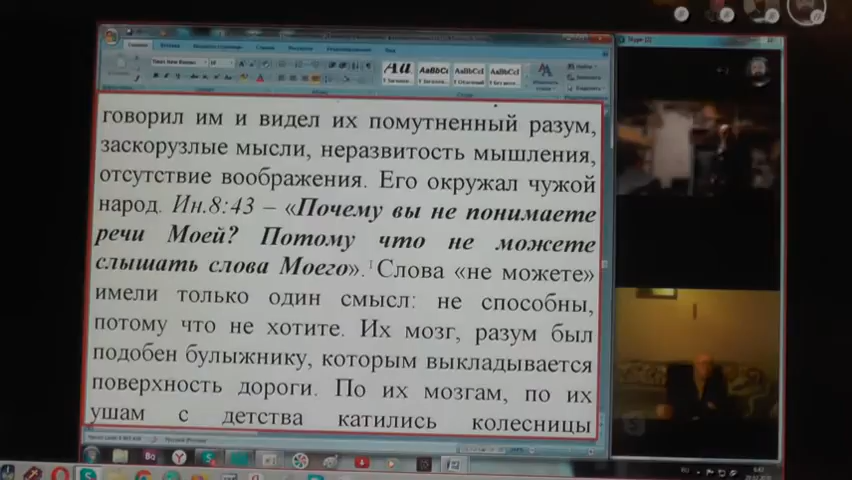 говорил им и видел их помутненный разум,
заскорузлые мысли, неразвитость мышления,
отсутствие воображения. Его окружал чужой
народ. Ин.8:43 – «Почему вы не понимаете
речи Моей? Потому что не можете
слышать слова Моего». Слова «не можете»
имели только один смысл: не способны,
потому что не хотите. Их мозг, разум был
подобен булыжнику, которым выкладывается
поверхность дороги. По их мозгам, по их
ушам с детства катились колесницы